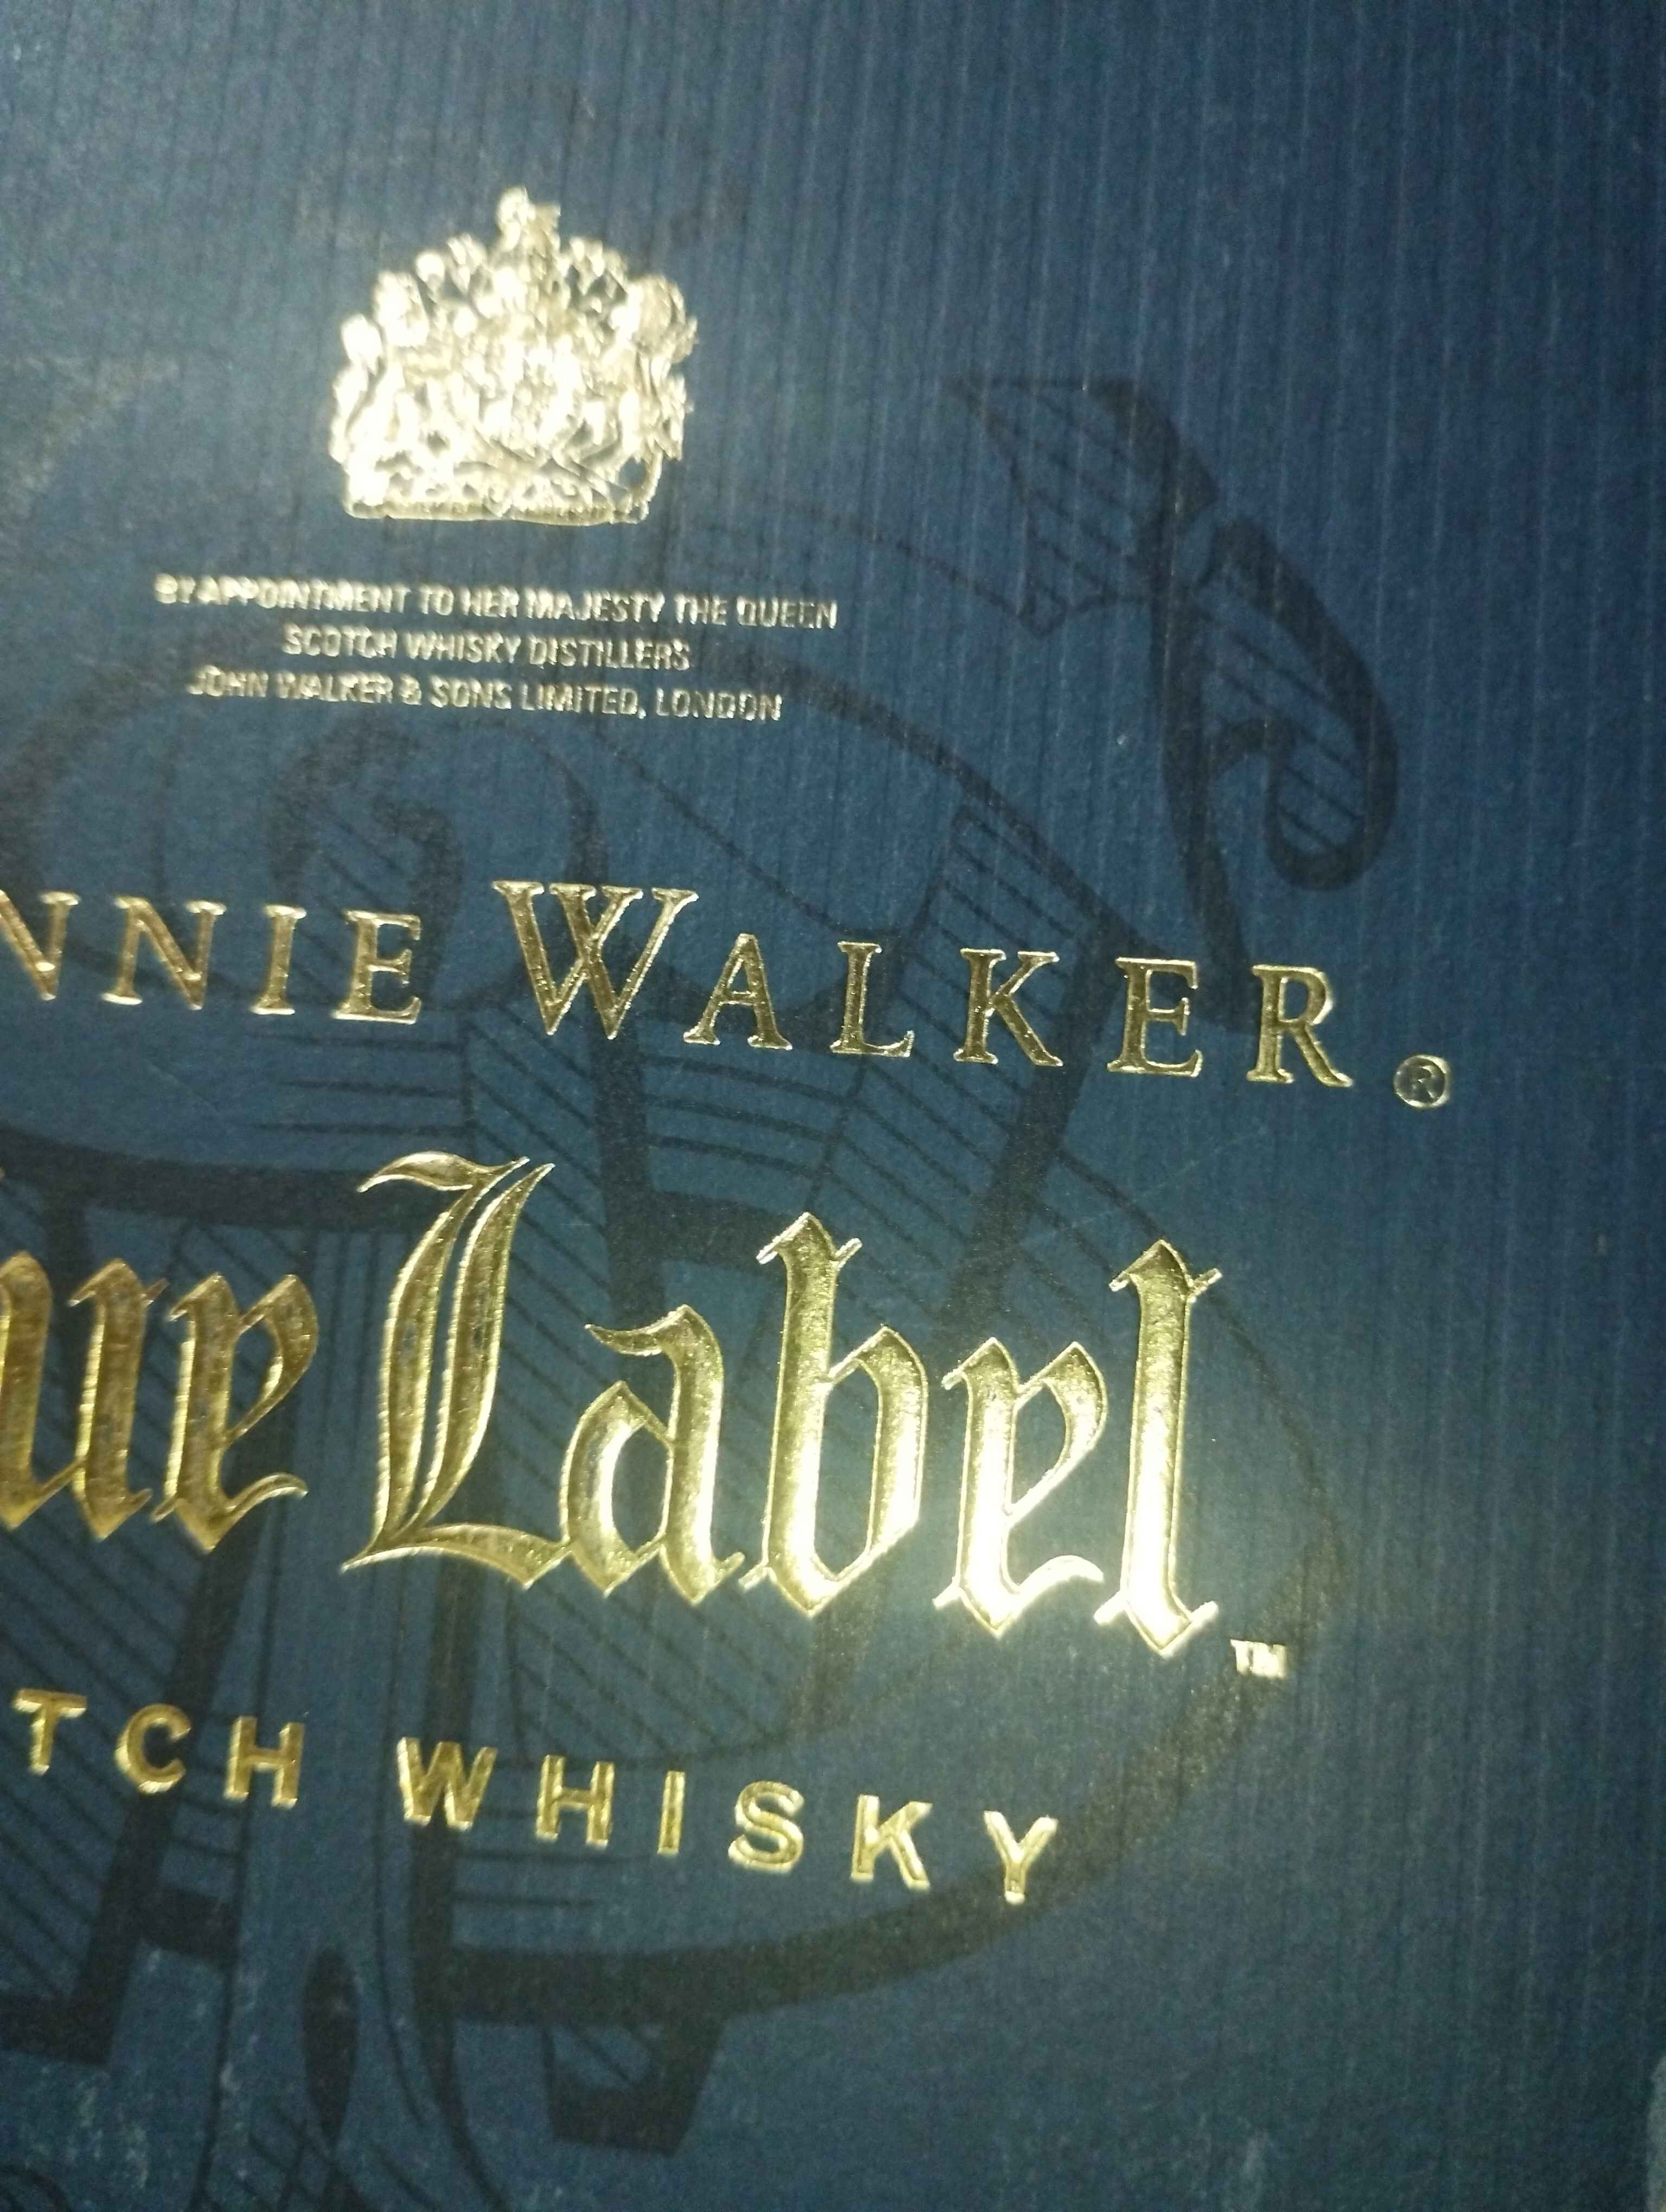 BY APPOINTMENT TO HER MAJESTY THE QUEEN
SCOTCH WHISKY DISTILLERS
JOHN WALKER & SONS LIMITED, LONDON
NNIE WALKER.®
ue Label™
TCH WHISKY